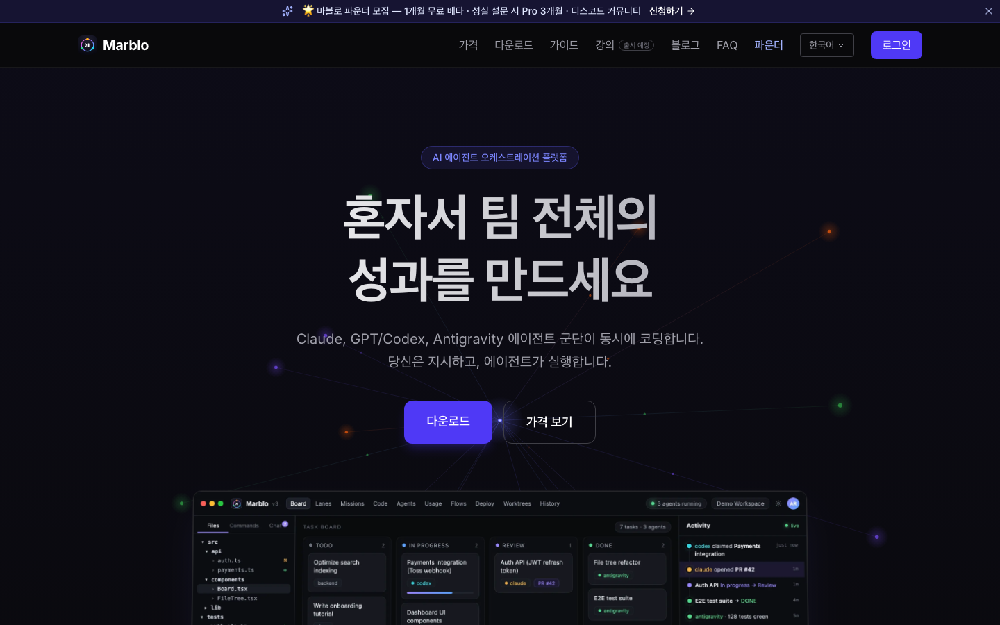 🌟 마블로 파운더 모집 — 1개월 무료 베타 · 성실 설문 시 Pro 3개월 · 디스코드 커뮤니티 신청하기 →
Marblo
가격 다운로드 가이드 강의 출시 예정 블로그 FAQ 파운더 한국어 로그인
AI 에이전트 오케스트레이션 플랫폼
혼자서 팀 전체의
성과를 만드세요
Claude, GPT/Codex, Antigravity 에이전트 군단이 동시에 코딩합니다.
당신은 지시하고, 에이전트가 실행합니다.
다운로드 가격 보기
Marblo v3 Board Lanes Missions Code Agents Usage Flows Deploy Worktrees History 3 agents running Demo Workspace AR
Files Commands Chat
TASK BOARD 7 tasks · 3 agents
Activity live
src
api
auth.ts M
payments.ts +
components
Board.tsx
FileTree.tsx
lib
tests
TODO 2
Optimize search
indexing
backend
Write onboarding
tutorial
IN PROGRESS 2
Payments integration
(Toss webhook)
codex
Dashboard UI
components
REVIEW 1
Auth API (JWT refresh
token)
claude PR #42
DONE 2
File tree refactor
antigravity
E2E test suite
antigravity
codex claimed Payments just now
integration
claude opened PR #42 1m
Auth API In progress → Review 1m
E2E test suite → DONE 4m
antigravity · 128 tests green 5m